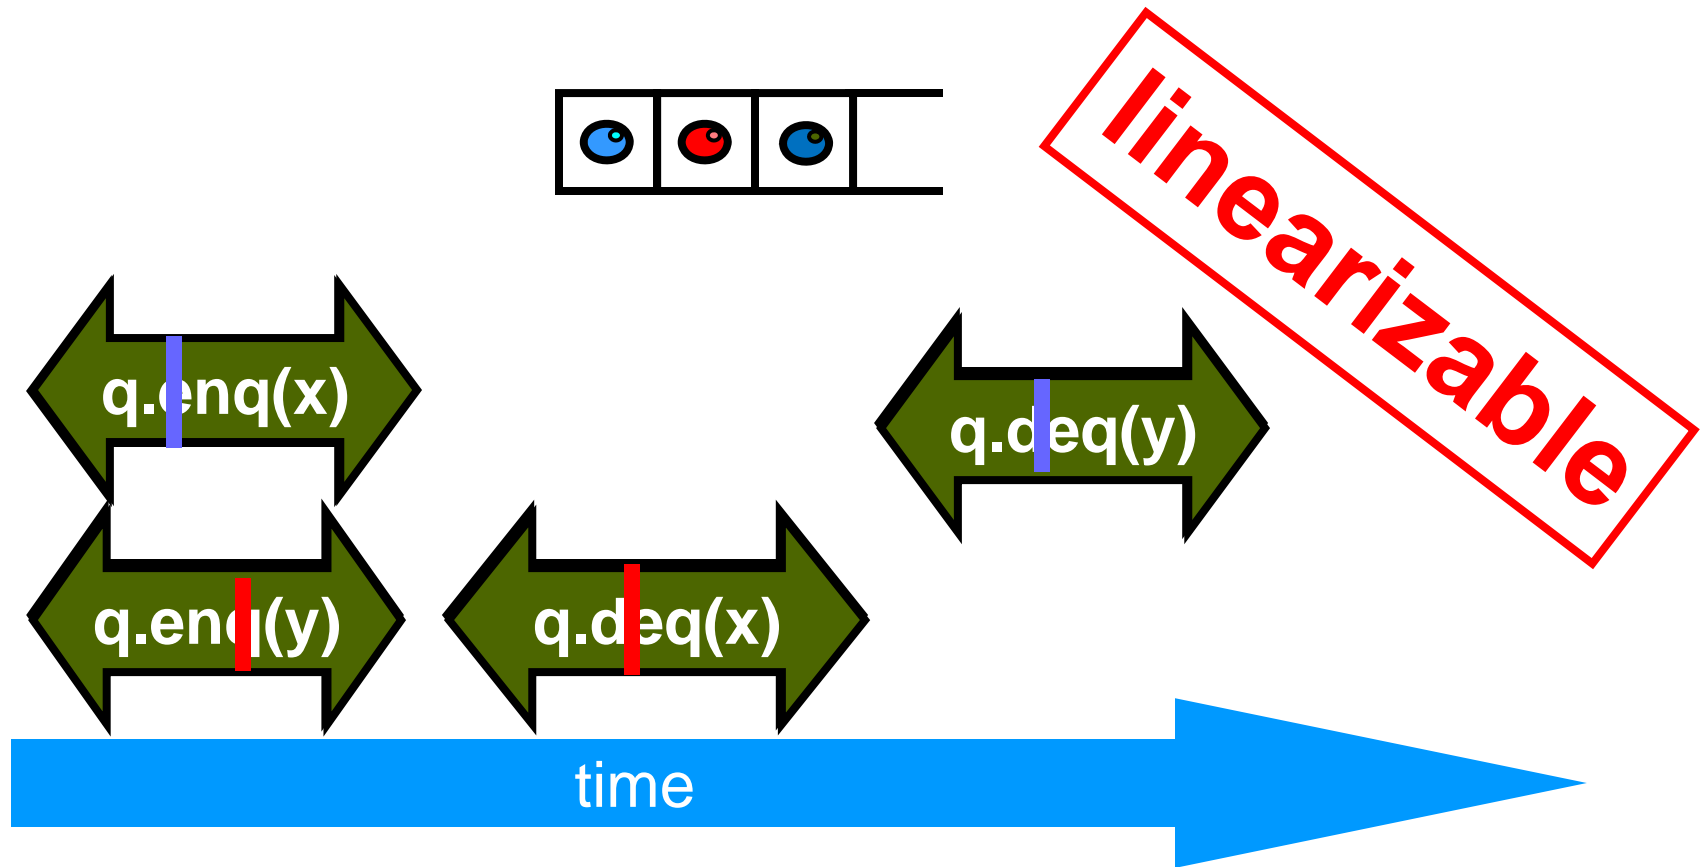 linearizable
q.enq(x)
q.deq(y)
q.enq(y)
q.deq(x)
time